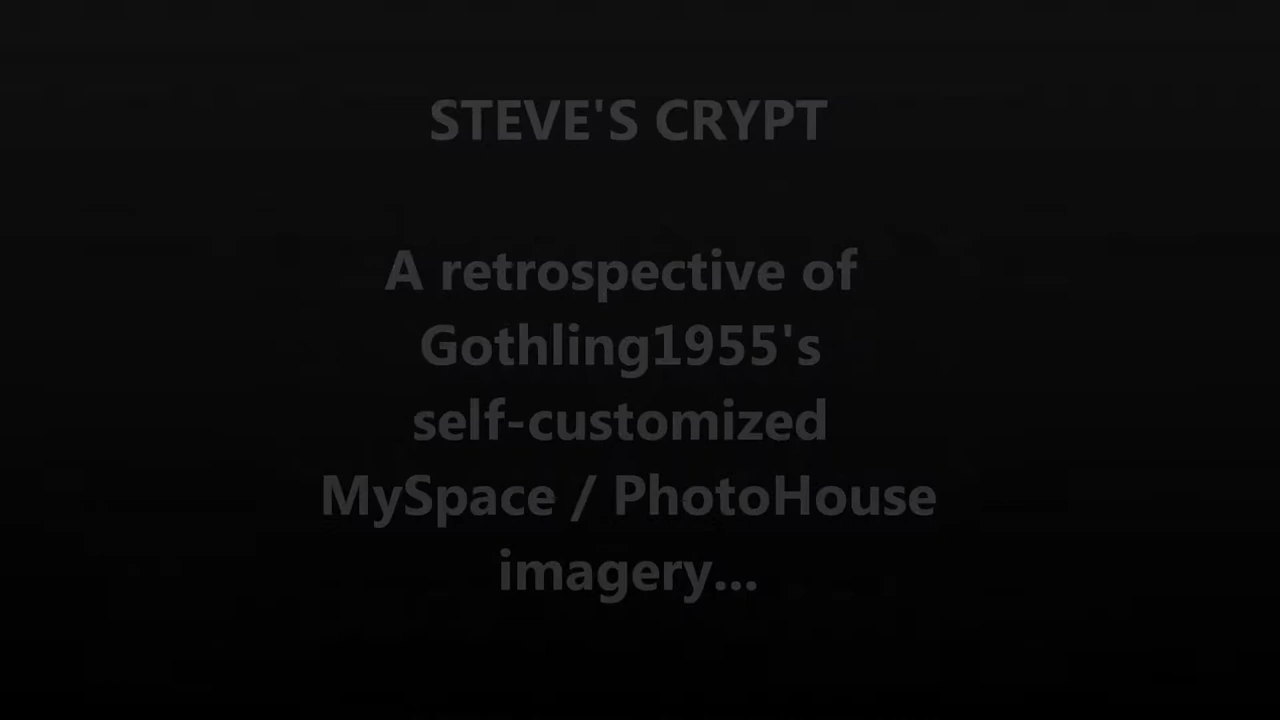 STEVE'S CRYPT
A retrospective of
Gothling1955's
self-customized
MySpace / PhotoHouse
imagery...